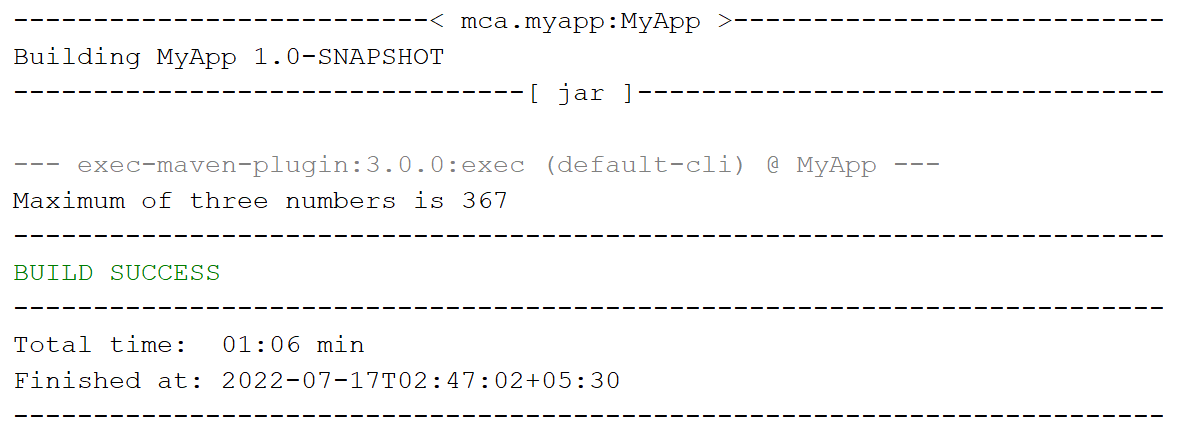 ---------------------------< mca.myapp:MyApp >---------------------------
Building MyApp 1.0-SNAPSHOT
--------------------------------[ jar ]---------------------------------
--- exec-maven-plugin:3.0.0:exec (default-cli) @ MyApp ---
Maximum of three numbers is 367
------------------------------------------------------------------------
BUILD SUCCESS
------------------------------------------------------------------------
Total time:  01:06 min
Finished at: 2022-07-17T02:47:02+05:30
------------------------------------------------------------------------